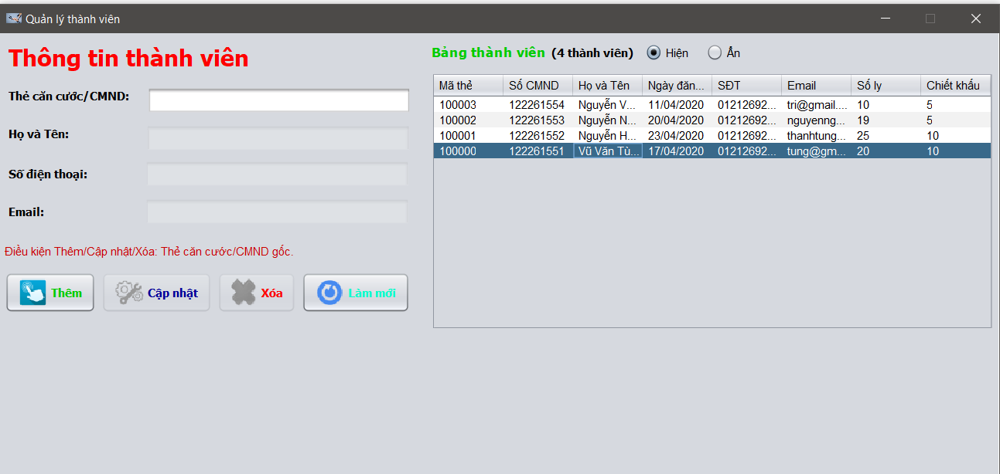 Quản lý thành viên
Thông tin thành viên
Thẻ căn cước/CMND:
Họ và Tên:
Số điện thoại:
Email:
Điều kiện Thêm/Cập nhật/Xóa: Thẻ căn cước/CMND gốc.
Thêm Cập nhật Xóa Làm mới
Bảng thành viên (4 thành viên) Hiện Ẩn
Mã thẻ Số CMND Họ và Tên Ngày đăn... SĐT Email Số ly Chiết khấu
100003 122261554 Nguyễn V... 11/04/2020 01212692... tri@gmail.... 10 5
100002 122261553 Nguyễn N... 20/04/2020 01212692... nguyenng... 19 5
100001 122261552 Nguyễn H... 23/04/2020 01212692... thanhtung... 25 10
100000 122261551 Vũ Văn Tù... 17/04/2020 01212692... tung@gm... 20 10